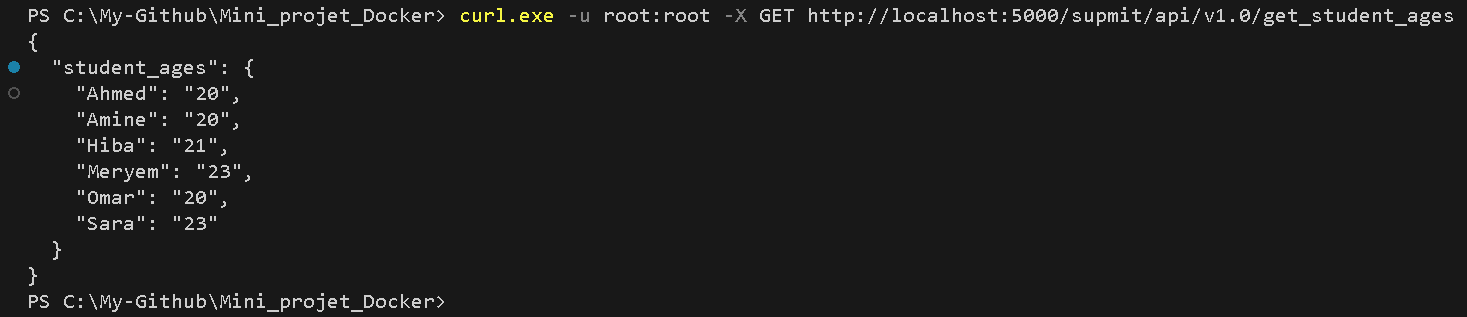 PS C:\My-Github\Mini_projet_Docker> curl.exe -u root:root -X GET http://localhost:5000/supmit/api/v1.0/get_student_ages
{
  "student_ages": {
    "Ahmed": "20",
    "Amine": "20",
    "Hiba": "21",
    "Meryem": "23",
    "Omar": "20",
    "Sara": "23"
  }
}
PS C:\My-Github\Mini_projet_Docker>